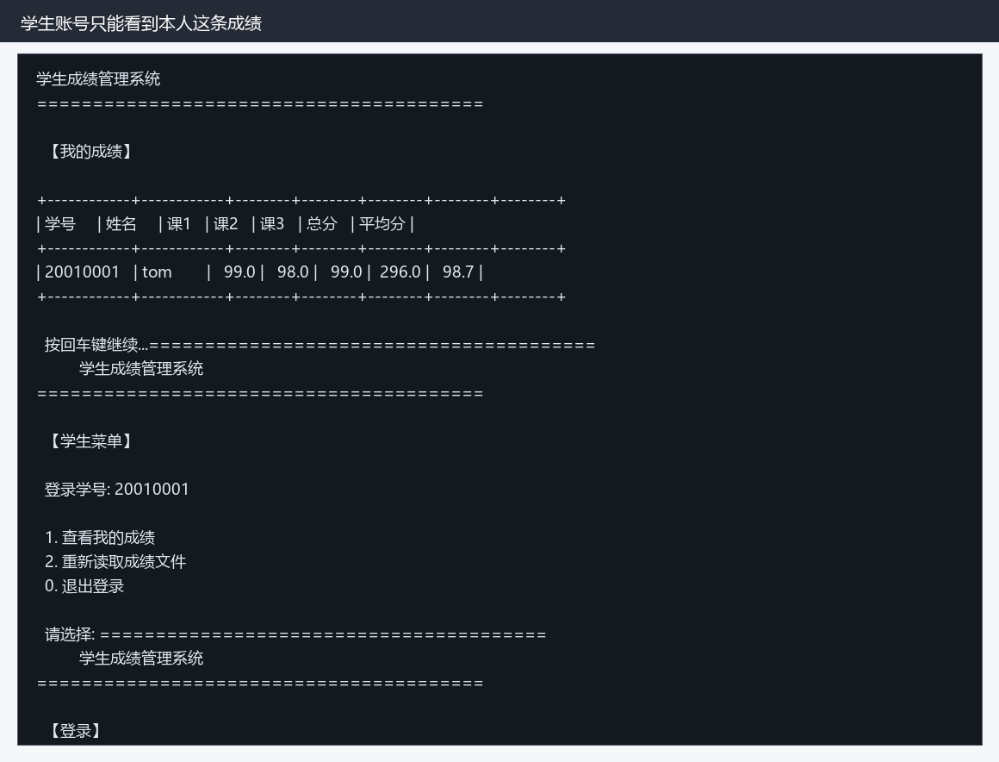 学生账号只能看到本人这条成绩
学生成绩管理系统
========================================
【我的成绩】
+------------+------------+--------+--------+--------+--------+--------+
| 学号 | 姓名 | 课1 | 课2 | 课3 | 总分 | 平均分 |
+------------+------------+--------+--------+--------+--------+--------+
| 20010001 | tom | 99.0 | 98.0 | 99.0 | 296.0 | 98.7 |
+------------+------------+--------+--------+--------+--------+--------+
按回车键继续...========================================
学生成绩管理系统
========================================
【学生菜单】
登录学号: 20010001
1. 查看我的成绩
2. 重新读取成绩文件
0. 退出登录
请选择: ========================================
学生成绩管理系统
========================================
【登录】